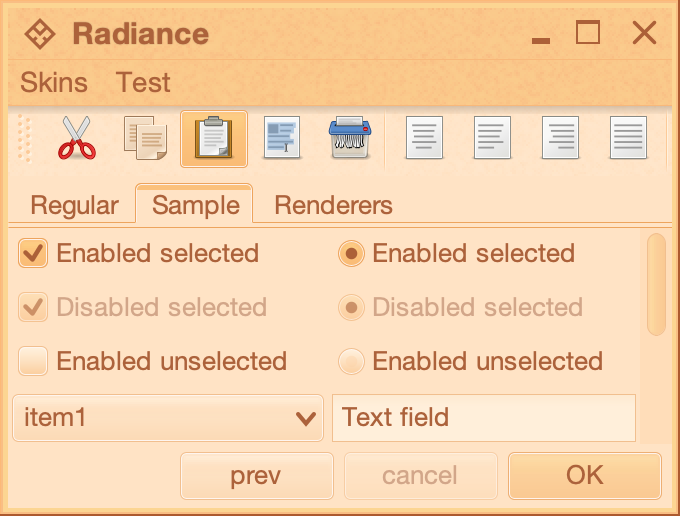 Radiance
Skins Test
Regular Sample Renderers
Enabled selected Enabled selected
Disabled selected Disabled selected
Enabled unselected Enabled unselected
item1 Text field
prev cancel OK